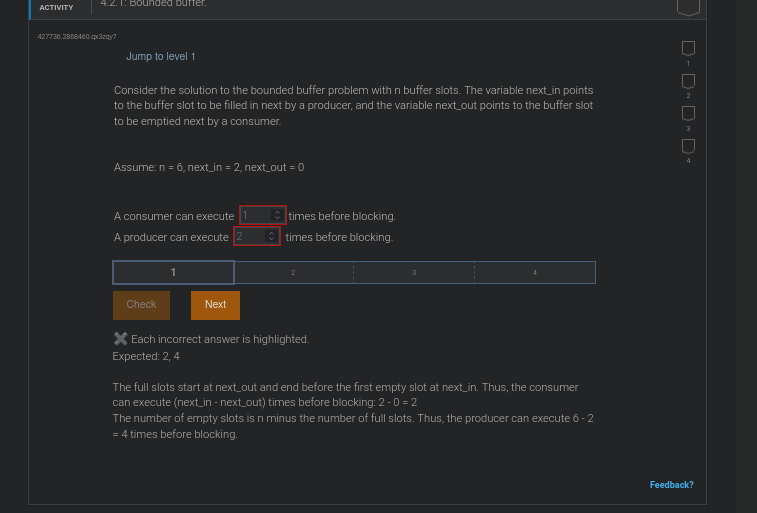 4.2.1: Bounded buffer.
ACTIVITY
427736.2868460.qx3zqy7
Jump to level 1
1
Consider the solution to the bounded buffer problem with n buffer slots. The variable next_in points
to the buffer slot to be filled in next by a producer, and the variable next_out points to the buffer slot
to be emptied next by a consumer.
2
3
4
Assume: n = 6, next_in = 2, next_out = 0
A consumer can execute 1 times before blocking.
A producer can execute 2 times before blocking.
1 2 3 4
Check Next
Each incorrect answer is highlighted.
Expected: 2, 4
The full slots start at next_out and end before the first empty slot at next_in. Thus, the consumer
can execute (next_in - next_out) times before blocking: 2 - 0 = 2
The number of empty slots is n minus the number of full slots. Thus, the producer can execute 6 - 2
= 4 times before blocking.
Feedback?